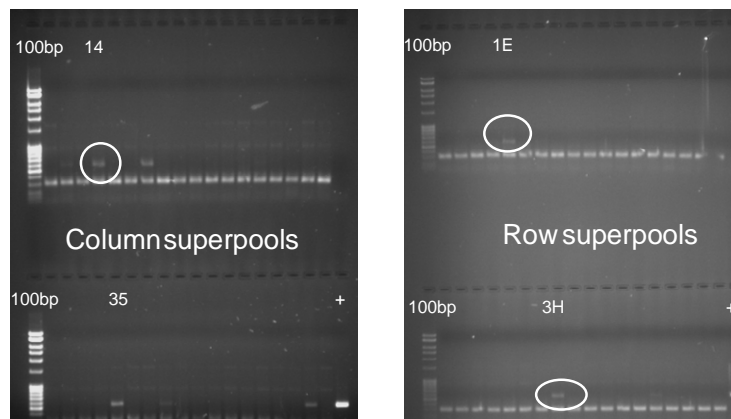 100bp 14
Column superpools
100bp 35 +
100bp 1E
Row superpools
100bp 3H +